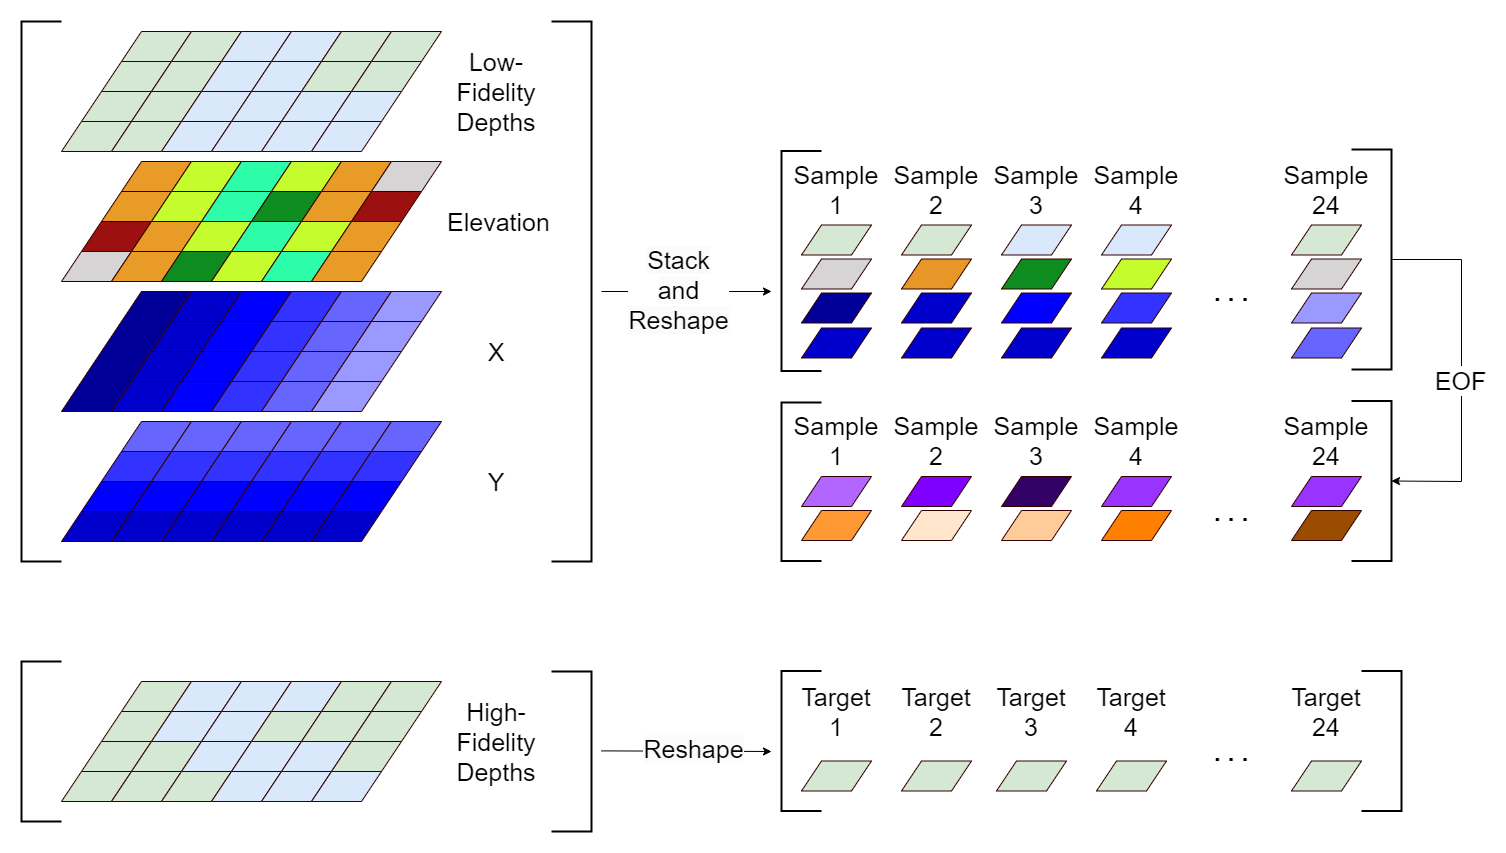 Low-
Fidelity
Depths
Elevation
X
Y
Stack
and
Reshape
Sample
1
Sample
2
Sample
3
Sample
4
. . .
Sample
24
EOF
Sample
1
Sample
2
Sample
3
Sample
4
. . .
Sample
24
High-
Fidelity
Depths
Reshape
Target
1
Target
2
Target
3
Target
4
. . .
Target
24